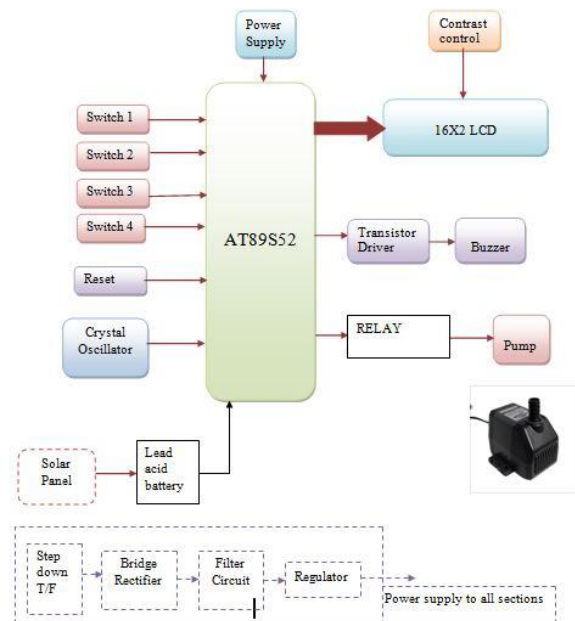 Power
Supply
Contrast
control
Switch 1
Switch 2
Switch 3
Switch 4
Reset
Crystal
Oscillator
AT89S52
16X2 LCD
Transistor
Driver
Buzzer
RELAY
Pump
Solar
Panel
Lead
acid
battery
Step
down
T/F
Bridge
Rectifier
Filter
Circuit
Regulator
Power supply to all sections